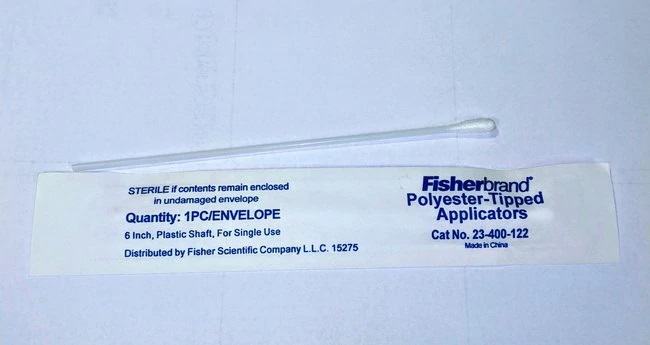 STERILE if contents remain enclosed
in undamaged envelope
Quantity: 1PC/ENVELOPE
6 Inch, Plastic Shaft, For Single Use
Distributed by Fisher Scientific Company L.L.C. 15275
Fisherbrand®
Polyester-Tipped
Applicators
Cat No. 23-400-122
Made in China